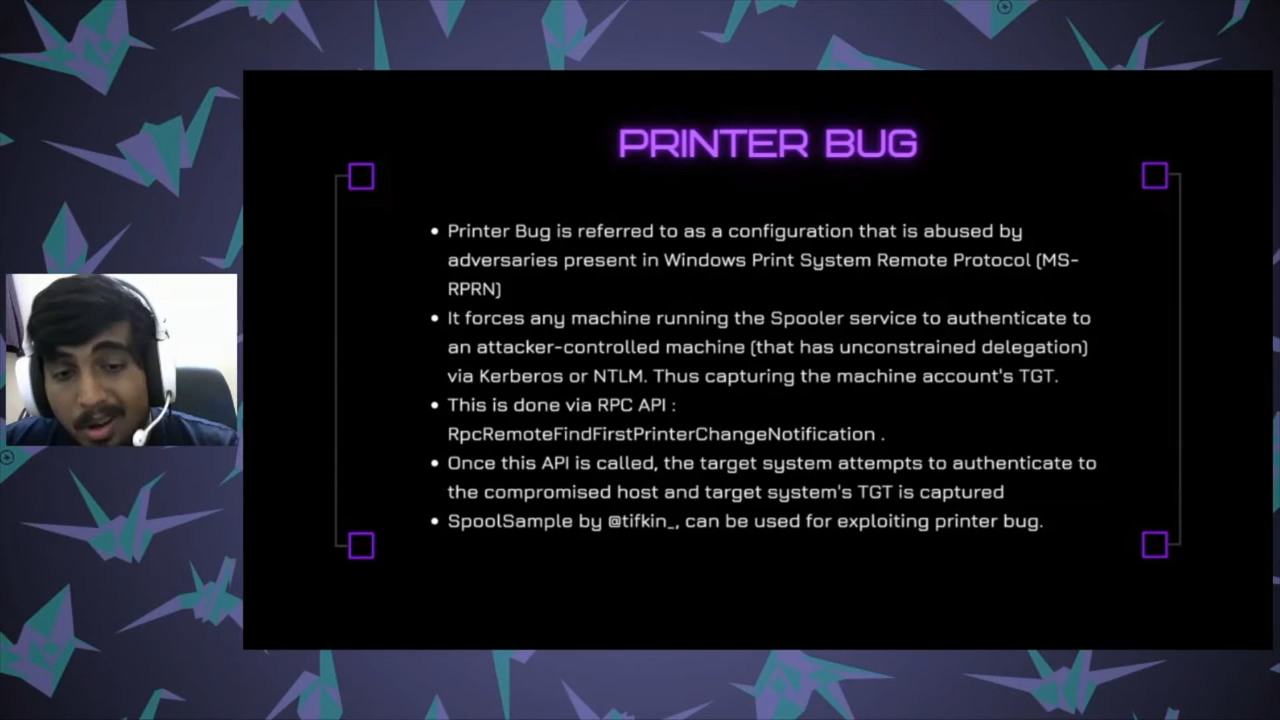 PRINTER BUG
• Printer Bug is referred to as a configuration that is abused by
adversaries present in Windows Print System Remote Protocol (MS-
RPRN)
• It forces any machine running the Spooler service to authenticate to
an attacker-controlled machine (that has unconstrained delegation)
via Kerberos or NTLM. Thus capturing the machine account's TGT.
• This is done via RPC API :
RpcRemoteFindFirstPrinterChangeNotification .
• Once this API is called, the target system attempts to authenticate to
the compromised host and target system's TGT is captured
• SpoolSample by @tifkin_, can be used for exploiting printer bug.